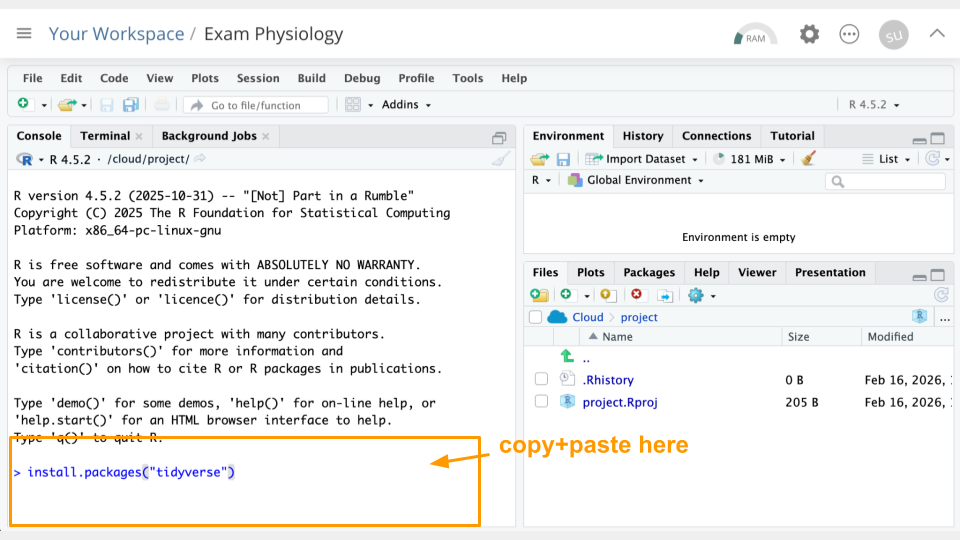 Your Workspace / Exam Physiology
RAM
SU
File Edit Code View Plots Session Build Debug Profile Tools Help
Go to file/function
Addins
R 4.5.2
Console Terminal Background Jobs
R 4.5.2 · /cloud/project/
R version 4.5.2 (2025-10-31) -- "[Not] Part in a Rumble"
Copyright (C) 2025 The R Foundation for Statistical Computing
Platform: x86_64-pc-linux-gnu
R is free software and comes with ABSOLUTELY NO WARRANTY.
You are welcome to redistribute it under certain conditions.
Type 'license()' or 'licence()' for distribution details.
R is a collaborative project with many contributors.
Type 'contributors()' for more information and
'citation()' on how to cite R or R packages in publications.
Type 'demo()' for some demos, 'help()' for on-line help, or
'help.start()' for an HTML browser interface to help.
Type 'q()' to quit R.
> install.packages("tidyverse")
copy+paste here
Environment History Connections Tutorial
Import Dataset 181 MiB List
R Global Environment
Environment is empty
Files Plots Packages Help Viewer Presentation
Cloud project R ...
Name Size Modified
..
.Rhistory 0 B Feb 16, 2026,
project.Rproj 205 B Feb 16, 2026,